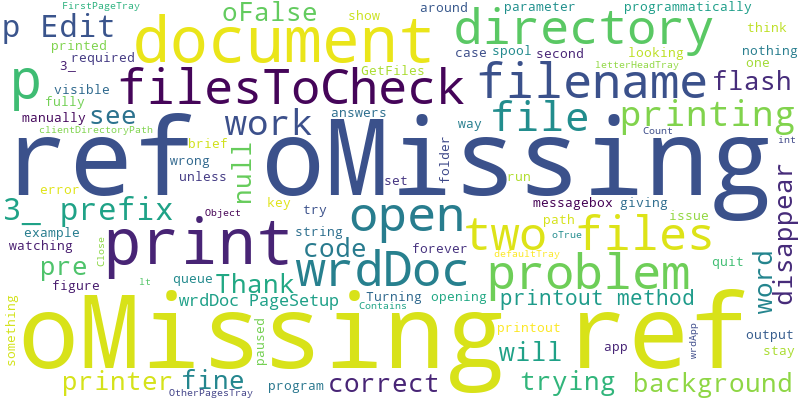 FirstPageTray
p Edit
oFalse
show
around
parameter
programmatically
document
directory
think
printed
3_
required
case
spool
second
looking
nothing
letterHeadTray
one
p
filesToCheck
GetFiles
filename
flash
visible
fully
manually
see
work
answers
way
file
printing
clientDirectoryPath
ref oMissing
Count
int
brief
wrong
unless
null
set
folder
run
disappear
error
key
messagebox
giving
3_ prefix
Object
try
open
path
issue
example
string
oTrue
two files
watching
print
code
forever
defaultTray
Close
pre
wrdDoc
problem
quit
word
figure
lt
queue
Thank
Turning
opening
printout method
wrdDoc PageSetup
Contains
oMissing ref
something
paused
printout
wrdApp
output
will
app
stay
printer
fine
OtherPagesTray
program
correct
trying
background